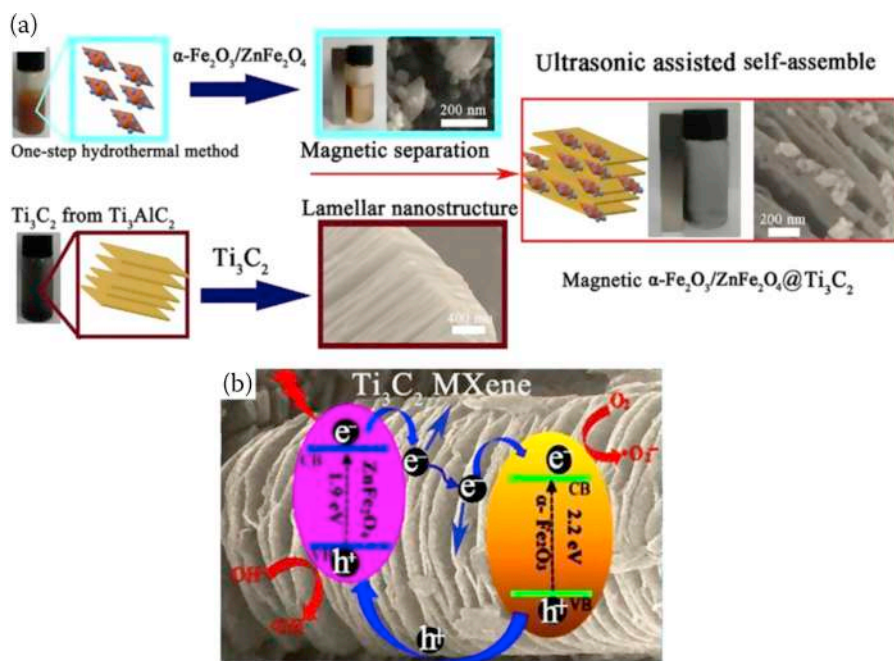 (a)
α-Fe₂O₃/ZnFe₂O₄
Ultrasonic assisted self-assemble
200 nm
One-step hydrothermal method
Magnetic separation
Ti₃C₂ from Ti₃AlC₂
Lamellar nanostructure
200 nm
Ti₃C₂
Magnetic α-Fe₂O₃/ZnFe₂O₄@Ti₃C₂
400 nm
(b)
Ti₃C₂ MXene
e⁻
CB
ZnFe₂O₄
1.9 eV
h⁺
e⁻
e⁻
O₂
·O₂⁻
e⁻
CB
α- Fe₂O₃
2.2 eV
VB
h⁺
h⁺